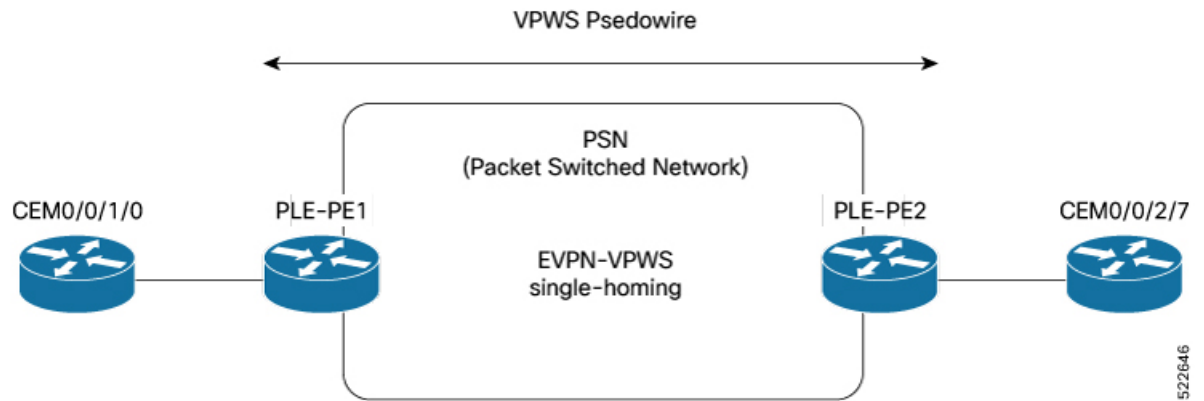 VPWS Psedowire
PSN
(Packet Switched Network)
CEM0/0/1/0
PLE-PE1
PLE-PE2
CEM0/0/2/7
EVPN-VPWS
single-homing
522646